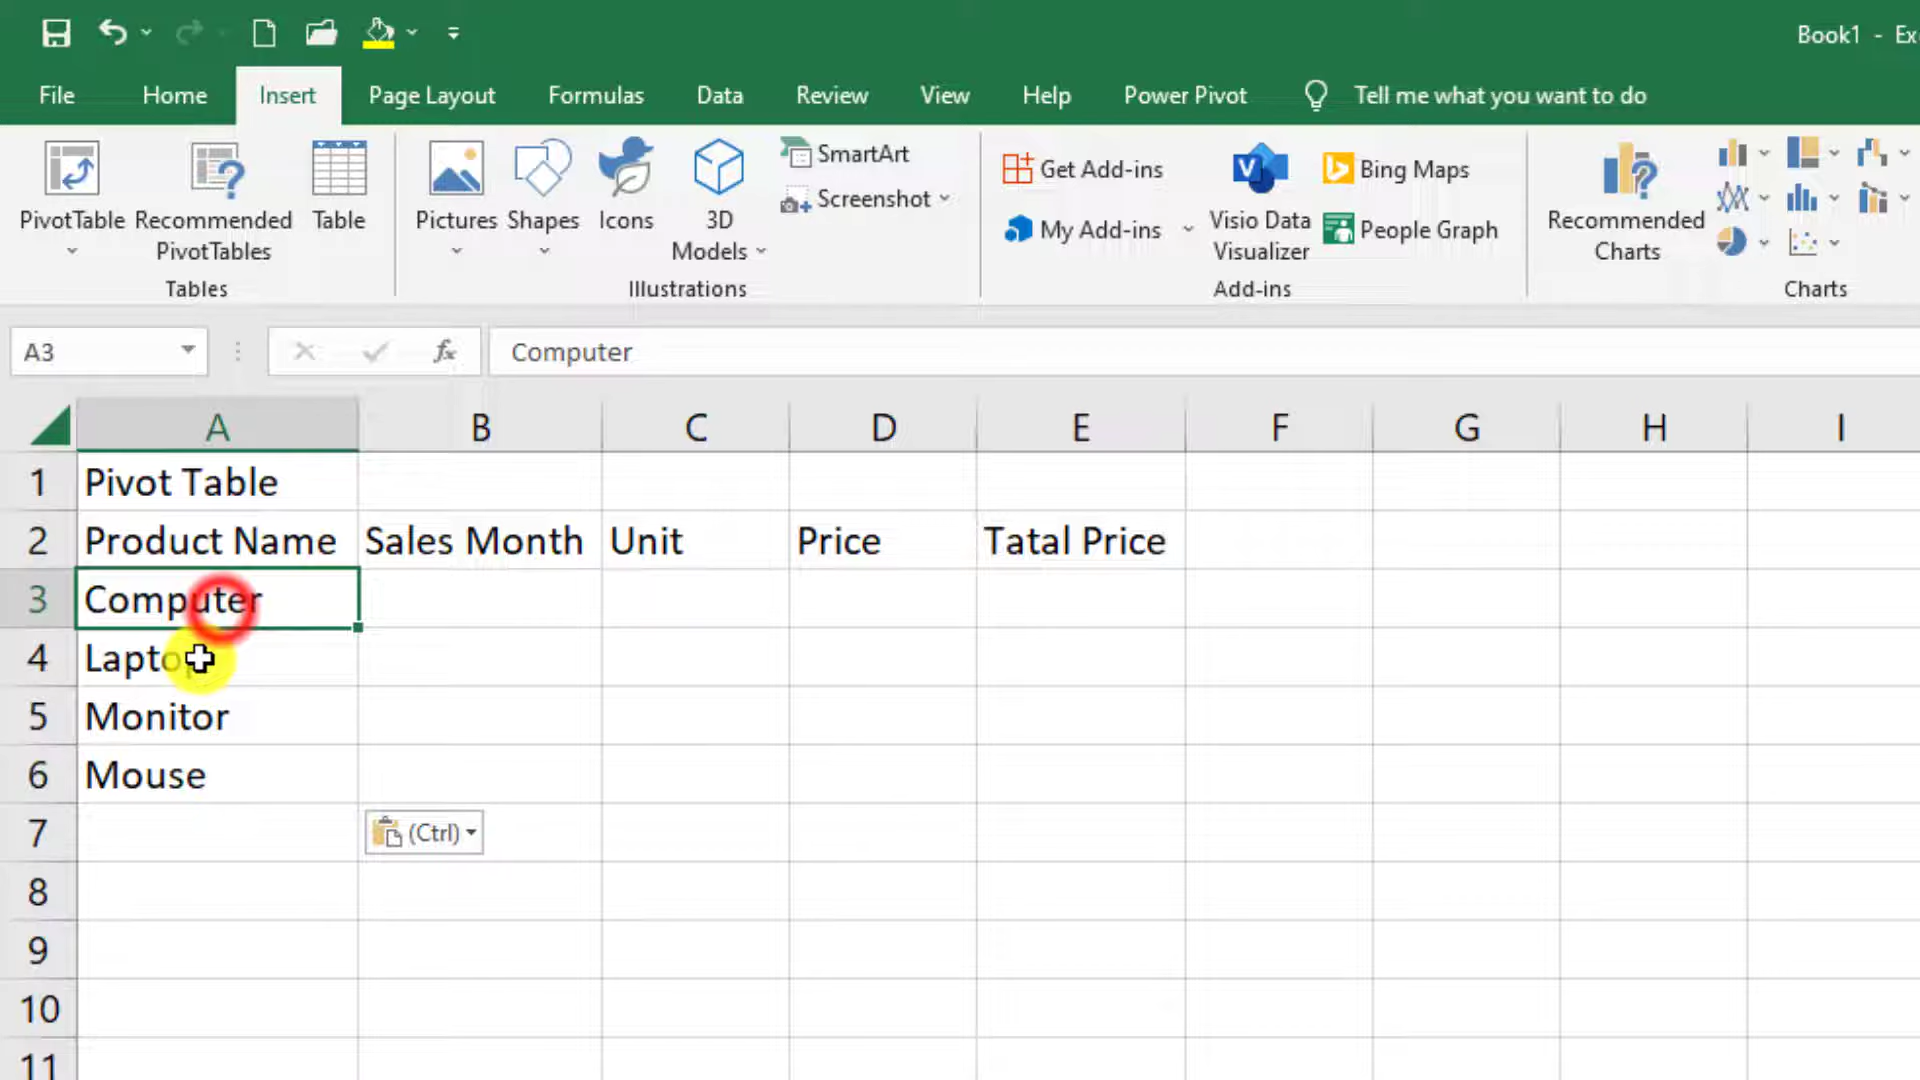 Book1 - Ex
File Home Insert Page Layout Formulas Data Review View Help Power Pivot Tell me what you want to do
PivotTable
Recommended
PivotTables
Table
Tables
Pictures
Shapes
Icons
3D
Models
SmartArt
Screenshot
Illustrations
Get Add-ins
My Add-ins
Visio Data
Visualizer
Bing Maps
People Graph
Add-ins
Recommended
Charts
Charts
A3 fx Computer
A B C D E F G H I
1 Pivot Table
2 Product Name Sales Month Unit Price Tatal Price
3 Computer
4 Laptop
5 Monitor
6 Mouse
7 (Ctrl)
8
9
10
11